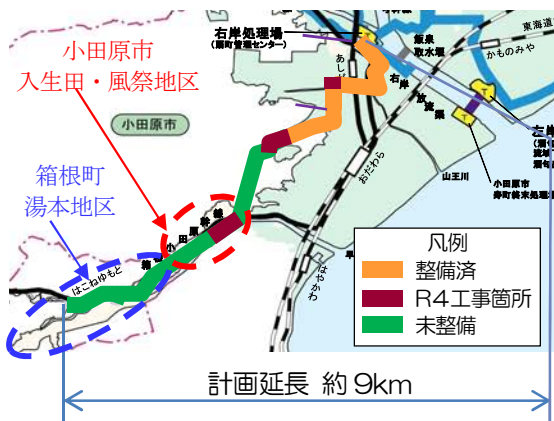 小田原市
入生田・風祭地区
右岸処理場
(扇町管理センター)
飯泉
取水堰
東海道
かものみや
右岸
放流渠
小田原市
左岸
箱根町
湯本地区
おだわら
山王川
小田原市
寿町終末処理場
箱根小田原幹線
はこねゆもと
はやかわ
早
凡例
整備済
R4工事箇所
未整備
計画延長 約9km